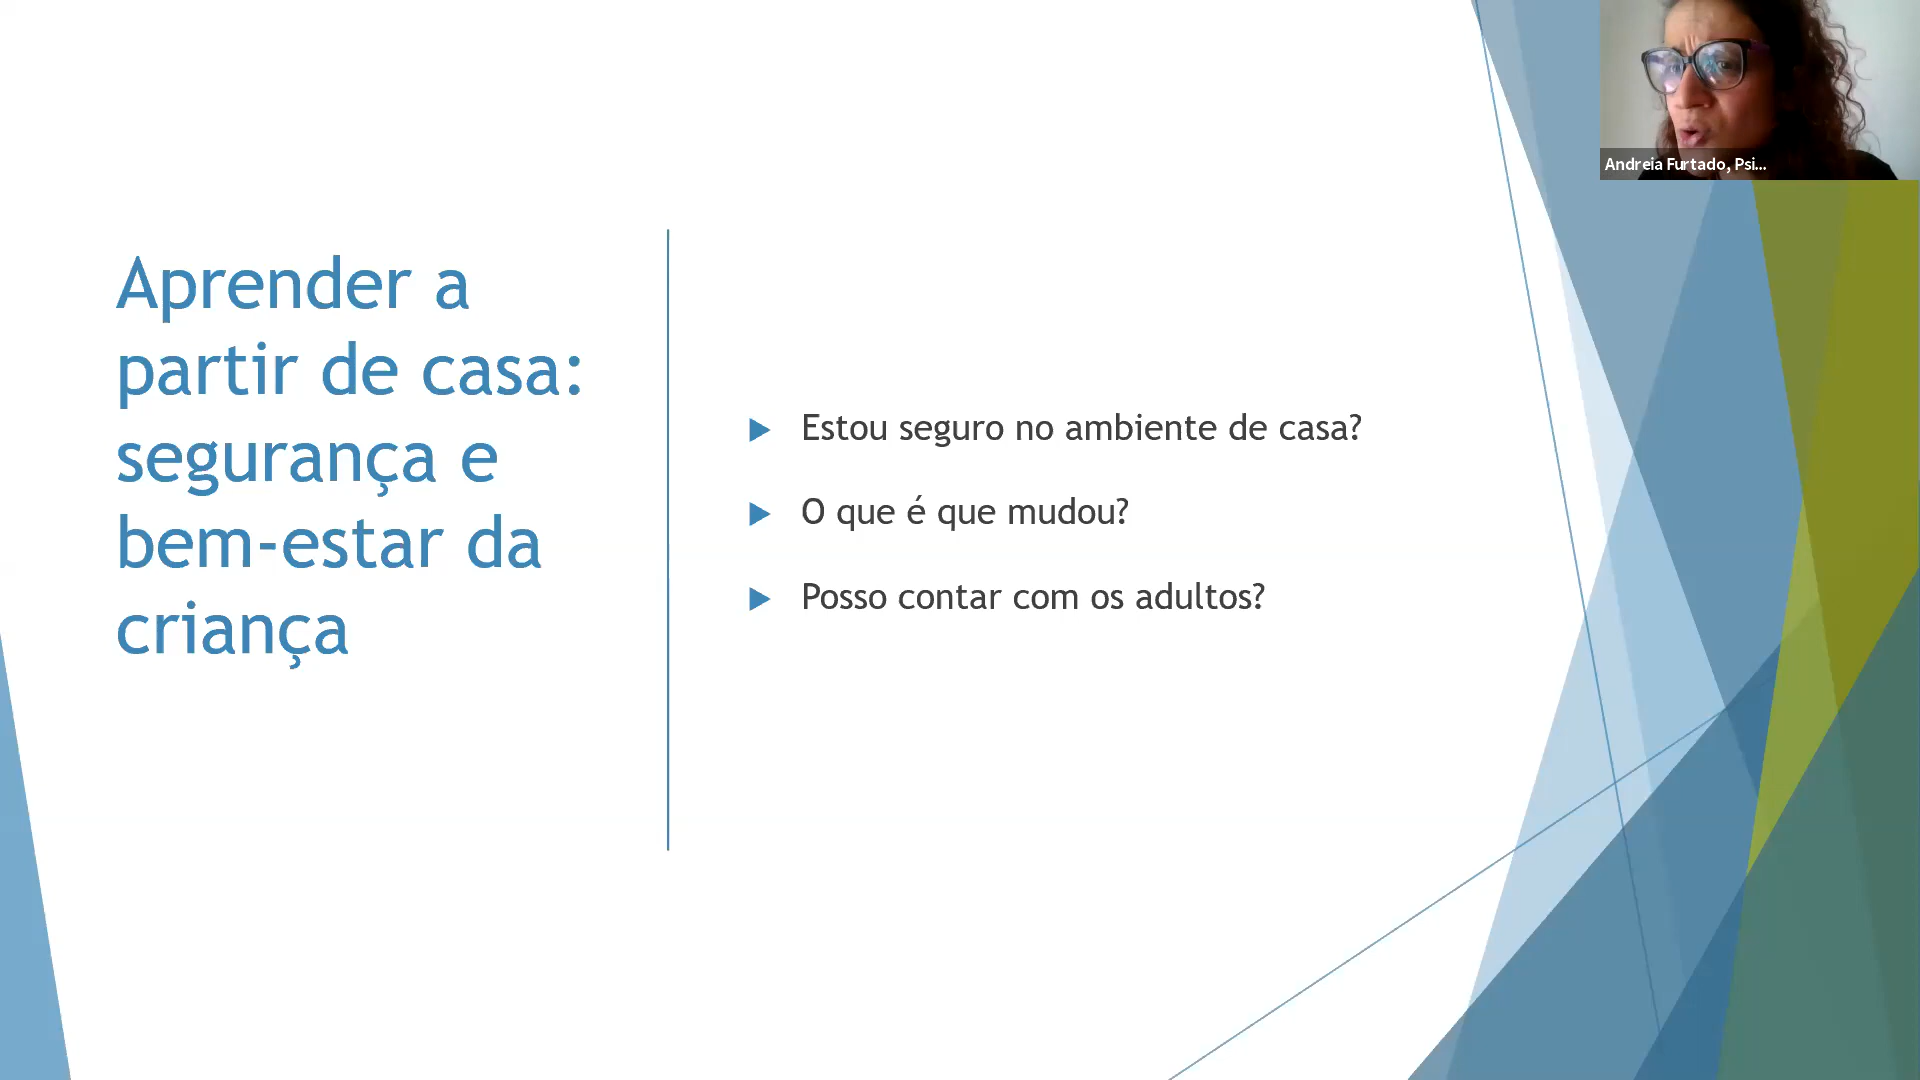 Aprender a
partir de casa:
segurança e
bem-estar da
criança
Estou seguro no ambiente de casa?
O que é que mudou?
Posso contar com os adultos?
Andreia Furtado, Psi...